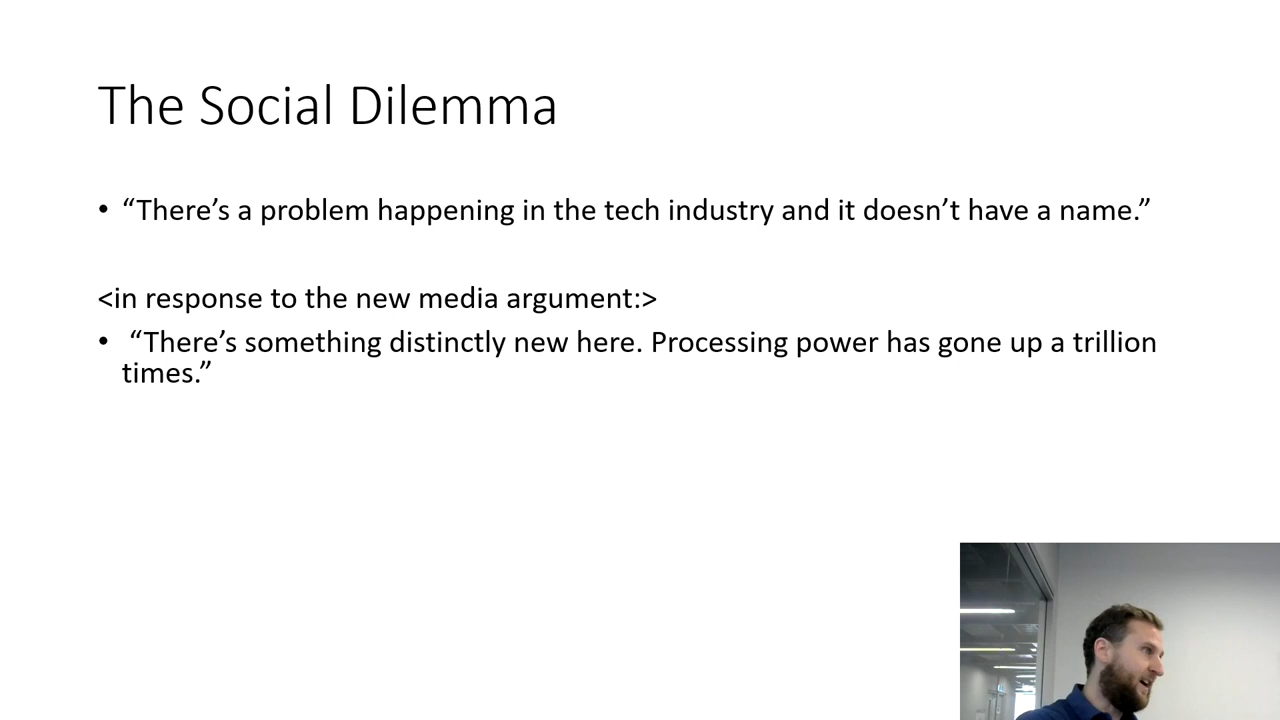 The Social Dilemma
• “There’s a problem happening in the tech industry and it doesn’t have a name.”
<in response to the new media argument:>
• “There’s something distinctly new here. Processing power has gone up a trillion
times.”